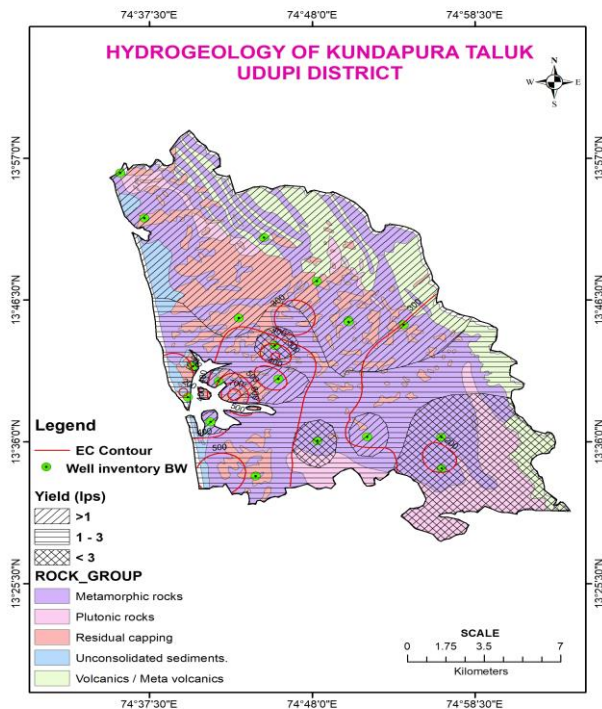 74°37'30"E 74°48'0"E 74°58'30"E
HYDROGEOLOGY OF KUNDAPURA TALUK
UDUPI DISTRICT
N
W E
S
13°57'0"N 13°57'0"N
13°46'30"N 13°46'30"N
300
300
300
500
500
13°36'0"N 13°36'0"N
Legend
EC Contour
Well inventory BW
Yield (lps)
>1
1 - 3
< 3
ROCK_GROUP
Metamorphic rocks
Plutonic rocks
Residual capping
Unconsolidated sediments.
Volcanics / Meta volcanics
13°25'30"N 13°25'30"N
SCALE
0 1.75 3.5 7
Kilometers
74°37'30"E 74°48'0"E 74°58'30"E